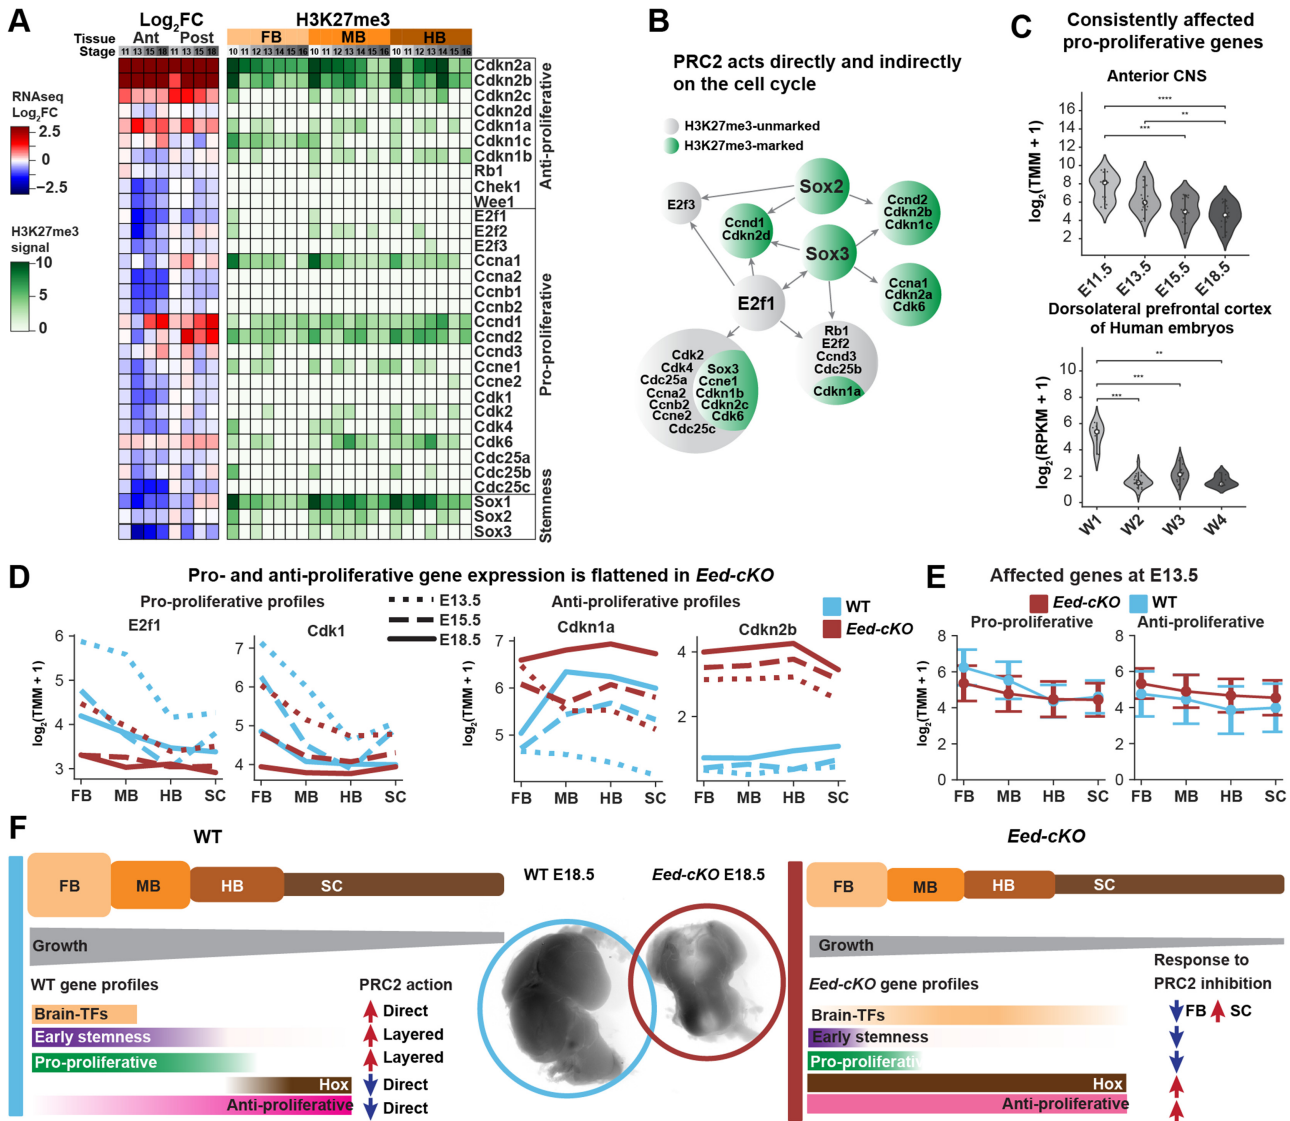 A
Log2FC
H3K27me3
Tissue
Ant
Post
FB
MB
HB
Stage
11 13 15 18 11 13 15 18
10 11 12 13 14 15 16
10 11 12 13 14 15 16
10 11 12 13 14 15 16
RNAseq
Log2FC
2.5
0
−2.5
H3K27me3
signal
10
5
0
Cdkn2a
Cdkn2b
Cdkn2c
Cdkn2d
Cdkn1a
Cdkn1c
Cdkn1b
Rb1
Chek1
Wee1
E2f1
E2f2
E2f3
Ccna1
Ccna2
Ccnb1
Ccnb2
Ccnd1
Ccnd2
Ccnd3
Ccne1
Ccne2
Cdk1
Cdk2
Cdk4
Cdk6
Cdc25a
Cdc25b
Cdc25c
Sox1
Sox2
Sox3
Anti-proliferative
Pro-proliferative
Stemness
B
PRC2 acts directly and indirectly
on the cell cycle
H3K27me3-unmarked
H3K27me3-marked
Sox2
E2f3
Ccnd1
Cdkn2d
Ccnd2
Cdkn2b
Cdkn1c
Sox3
E2f1
Ccna1
Cdkn2a
Cdk6
Rb1
E2f2
Ccnd3
Cdc25b
Cdkn1a
Cdk2
Cdk4
Cdc25a
Ccna2
Ccnb2
Ccne2
Cdc25c
Sox3
Ccne1
Cdkn1b
Cdkn2c
Cdk6
C
Consistently affected
pro-proliferative genes
Anterior CNS
log2(TMM + 1)
16
14
12
10
8
6
4
2
****
**
***
E11.5
E13.5
E15.5
E18.5
Dorsolateral prefrontal cortex
of Human embryos
log2(RPKM + 1)
10
8
6
4
2
0
**
***
***
W1
W2
W3
W4
D
Pro- and anti-proliferative gene expression is flattened in Eed-cKO
Pro-proliferative profiles
E2f1
Cdk1
E13.5
E15.5
E18.5
log2(TMM + 1)
6
5
4
3
FB
MB
HB
SC
7
6
5
4
FB
MB
HB
SC
Anti-proliferative profiles
Cdkn1a
Cdkn2b
WT
Eed-cKO
log2(TMM + 1)
7
6
5
FB
MB
HB
SC
4
2
FB
MB
HB
SC
E
Affected genes at E13.5
Eed-cKO
WT
Pro-proliferative
Anti-proliferative
log2(TMM + 1)
8
6
4
2
0
FB
MB
HB
SC
8
6
4
2
0
FB
MB
HB
SC
F
WT
FB
MB
HB
SC
Growth
WT gene profiles
PRC2 action
Brain-TFs
Direct
Early stemness
Layered
Pro-proliferative
Layered
Hox
Direct
Anti-proliferative
Direct
WT E18.5
Eed-cKO E18.5
Eed-cKO
FB
MB
HB
SC
Growth
Response to
PRC2 inhibition
Eed-cKO gene profiles
Brain-TFs
FB
SC
Early stemness
Pro-proliferativ
Hox
Anti-proliferative